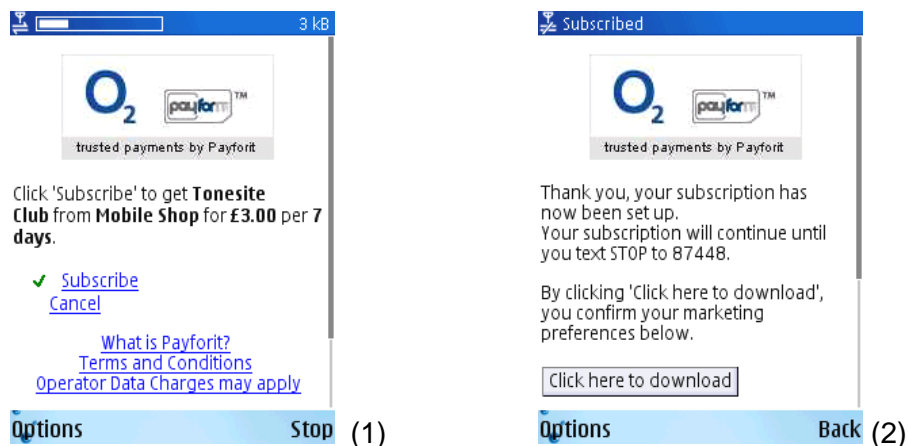 3 kB
O2
payforit™
trusted payments by Payforit
Click 'Subscribe' to get Tonesite
Club from Mobile Shop for £3.00 per 7
days.
Subscribe
Cancel
What is Payforit?
Terms and Conditions
Operator Data Charges may apply
Options Stop
(1)
Subscribed
O2
payforit™
trusted payments by Payforit
Thank you, your subscription has
now been set up.
Your subscription will continue until
you text STOP to 87448.
By clicking 'Click here to download',
you confirm your marketing
preferences below.
Click here to download
Options Back
(2)